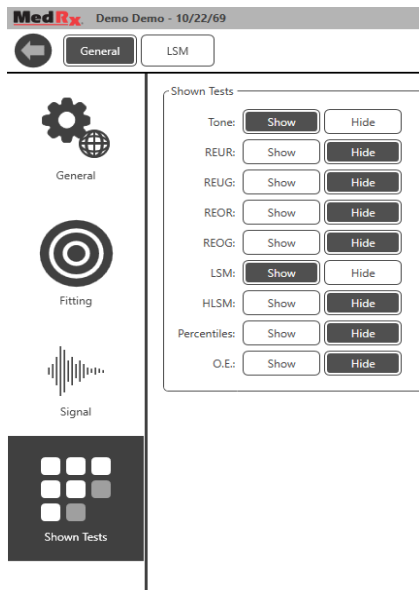 MedRx Demo Demo - 10/22/69
General LSM
General
Fitting
Signal
Shown Tests
Shown Tests
Tone: Show Hide
REUR: Show Hide
REUG: Show Hide
REOR: Show Hide
REOG: Show Hide
LSM: Show Hide
HLSM: Show Hide
Percentiles: Show Hide
O.E.: Show Hide